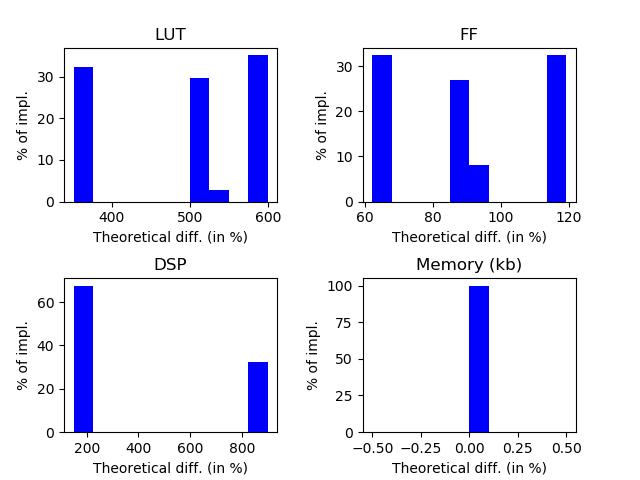 LUT
FF
% of impl.
30
20
10
0
400
500
600
Theoretical diff. (in %)
% of impl.
30
20
10
0
60
80
100
120
Theoretical diff. (in %)
DSP
Memory (kb)
% of impl.
60
40
20
0
200
400
600
800
Theoretical diff. (in %)
% of impl.
100
75
50
25
0
−0.50
−0.25
0.00
0.25
0.50
Theoretical diff. (in %)